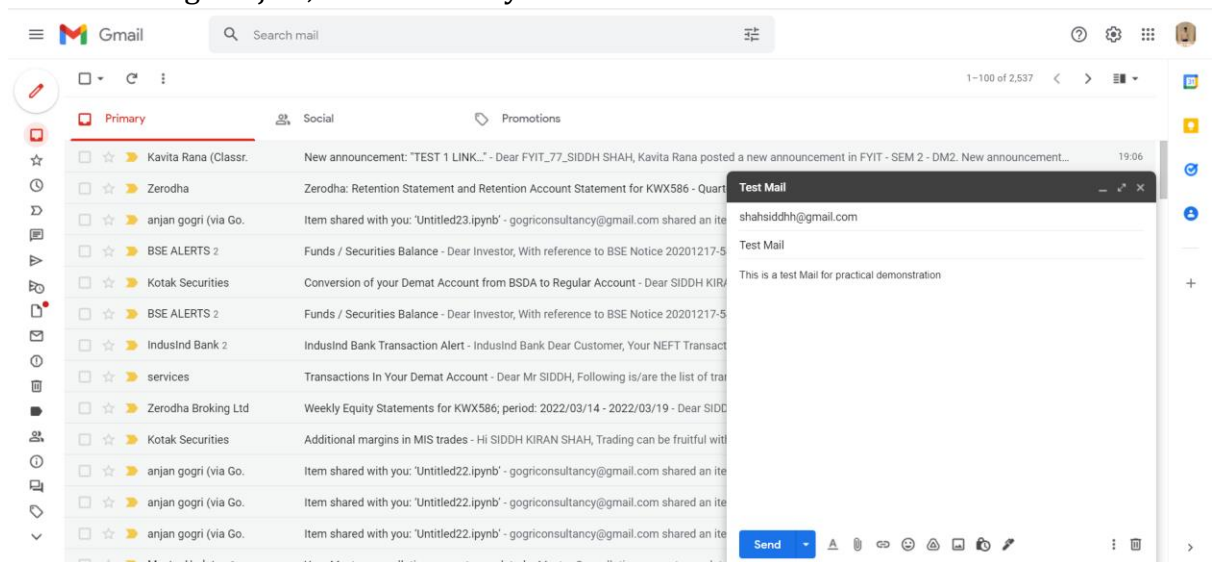 Gmail
Search mail
1–100 of 2,537
Primary
Social
Promotions
Kavita Rana (Classr. New announcement: "TEST 1 LINK..." - Dear FYIT_77_SIDDH SHAH, Kavita Rana posted a new announcement in FYIT - SEM 2 - DM2. New announcement... 19:06
Zerodha Zerodha: Retention Statement and Retention Account Statement for KWX586 - Quart
anjan gogri (via Go. Item shared with you: 'Untitled23.ipynb' - gogriconsultancy@gmail.com shared an ite
BSE ALERTS 2 Funds / Securities Balance - Dear Investor, With reference to BSE Notice 20201217-5
Kotak Securities Conversion of your Demat Account from BSDA to Regular Account - Dear SIDDH KIRA
BSE ALERTS 2 Funds / Securities Balance - Dear Investor, With reference to BSE Notice 20201217-5
IndusInd Bank 2 IndusInd Bank Transaction Alert - IndusInd Bank Dear Customer, Your NEFT Transact
services Transactions In Your Demat Account - Dear Mr SIDDH, Following is/are the list of tran
Zerodha Broking Ltd Weekly Equity Statements for KWX586; period: 2022/03/14 - 2022/03/19 - Dear SIDD
Kotak Securities Additional margins in MIS trades - Hi SIDDH KIRAN SHAH, Trading can be fruitful with
anjan gogri (via Go. Item shared with you: 'Untitled22.ipynb' - gogriconsultancy@gmail.com shared an ite
anjan gogri (via Go. Item shared with you: 'Untitled22.ipynb' - gogriconsultancy@gmail.com shared an ite
anjan gogri (via Go. Item shared with you: 'Untitled22.ipynb' - gogriconsultancy@gmail.com shared an ite
Test Mail
shahsiddhh@gmail.com
Test Mail
This is a test Mail for practical demonstration
Send